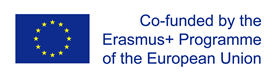 Co-funded by the
Erasmus+ Programme
of the European Union